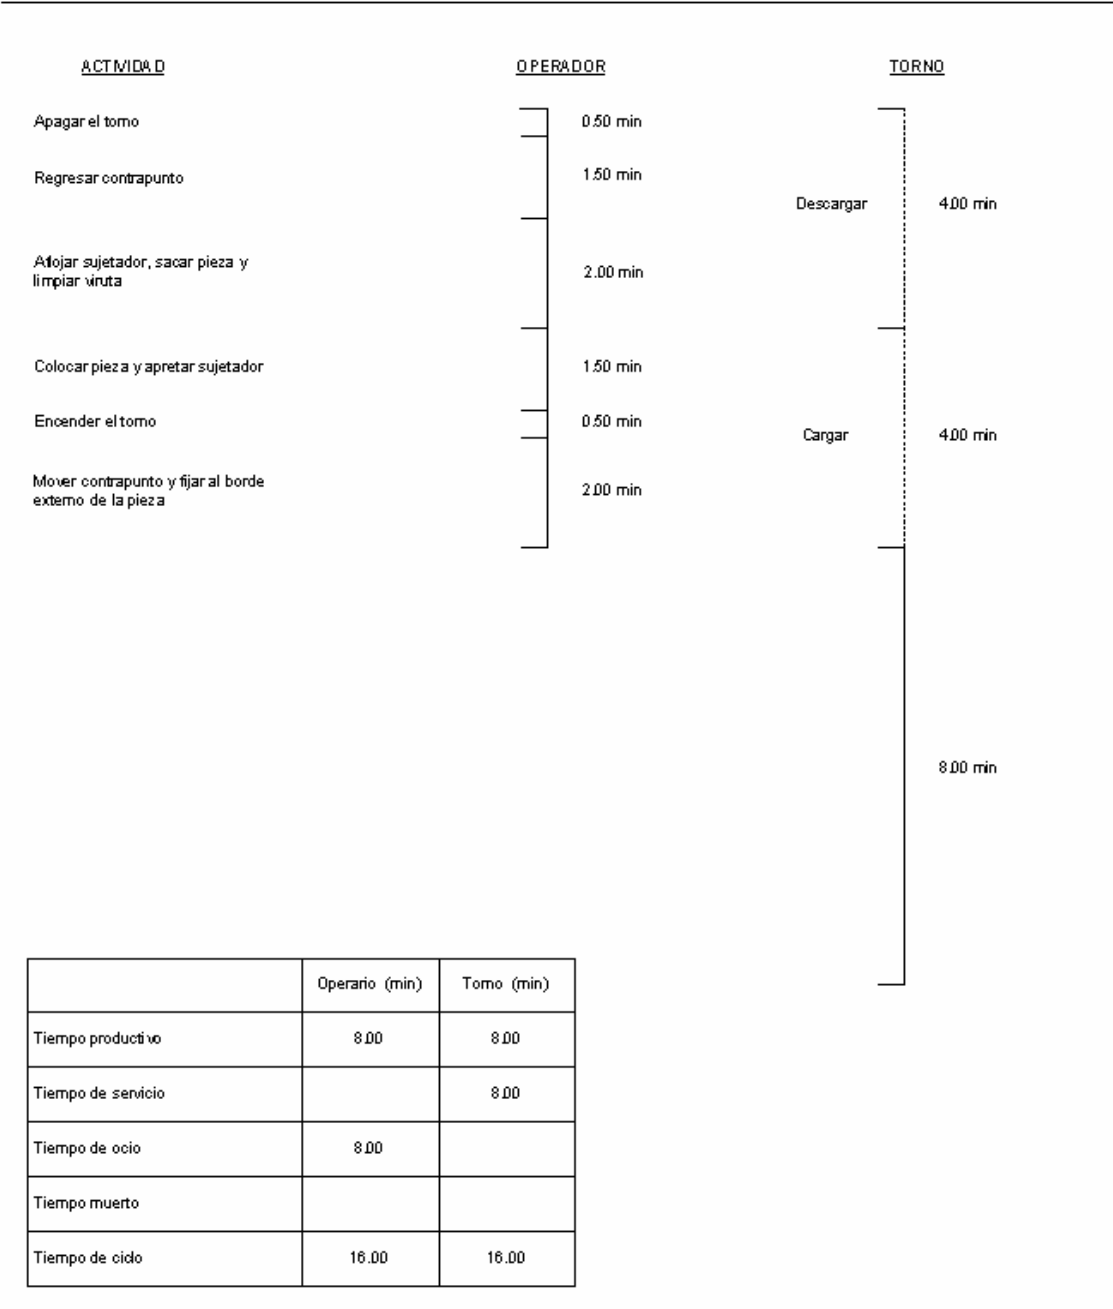 ACTIVIDAD OPERADOR TORNO
Apagar el torno 0.50 min
Regresar contrapunto 1.50 min
Descargar 4.00 min
Aflojar sujetador, sacar pieza y
limpiar viruta
2.00 min
Colocar pieza y apretar sujetador 1.50 min
Encender el torno 0.50 min
Cargar 4.00 min
Mover contrapunto y fijar al borde
externo de la pieza
2.00 min
8.00 min
Operario (min) Torno (min)
Tiempo productivo 8.00 8.00
Tiempo de servicio 8.00
Tiempo de ocio 8.00
Tiempo muerto
Tiempo de ciclo 16.00 16.00